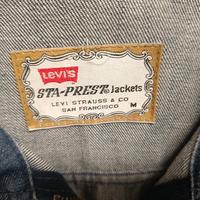 LEVI'S
STA-PREST® Jackets
LEVI STRAUSS & CO
SAN FRANCISCO M